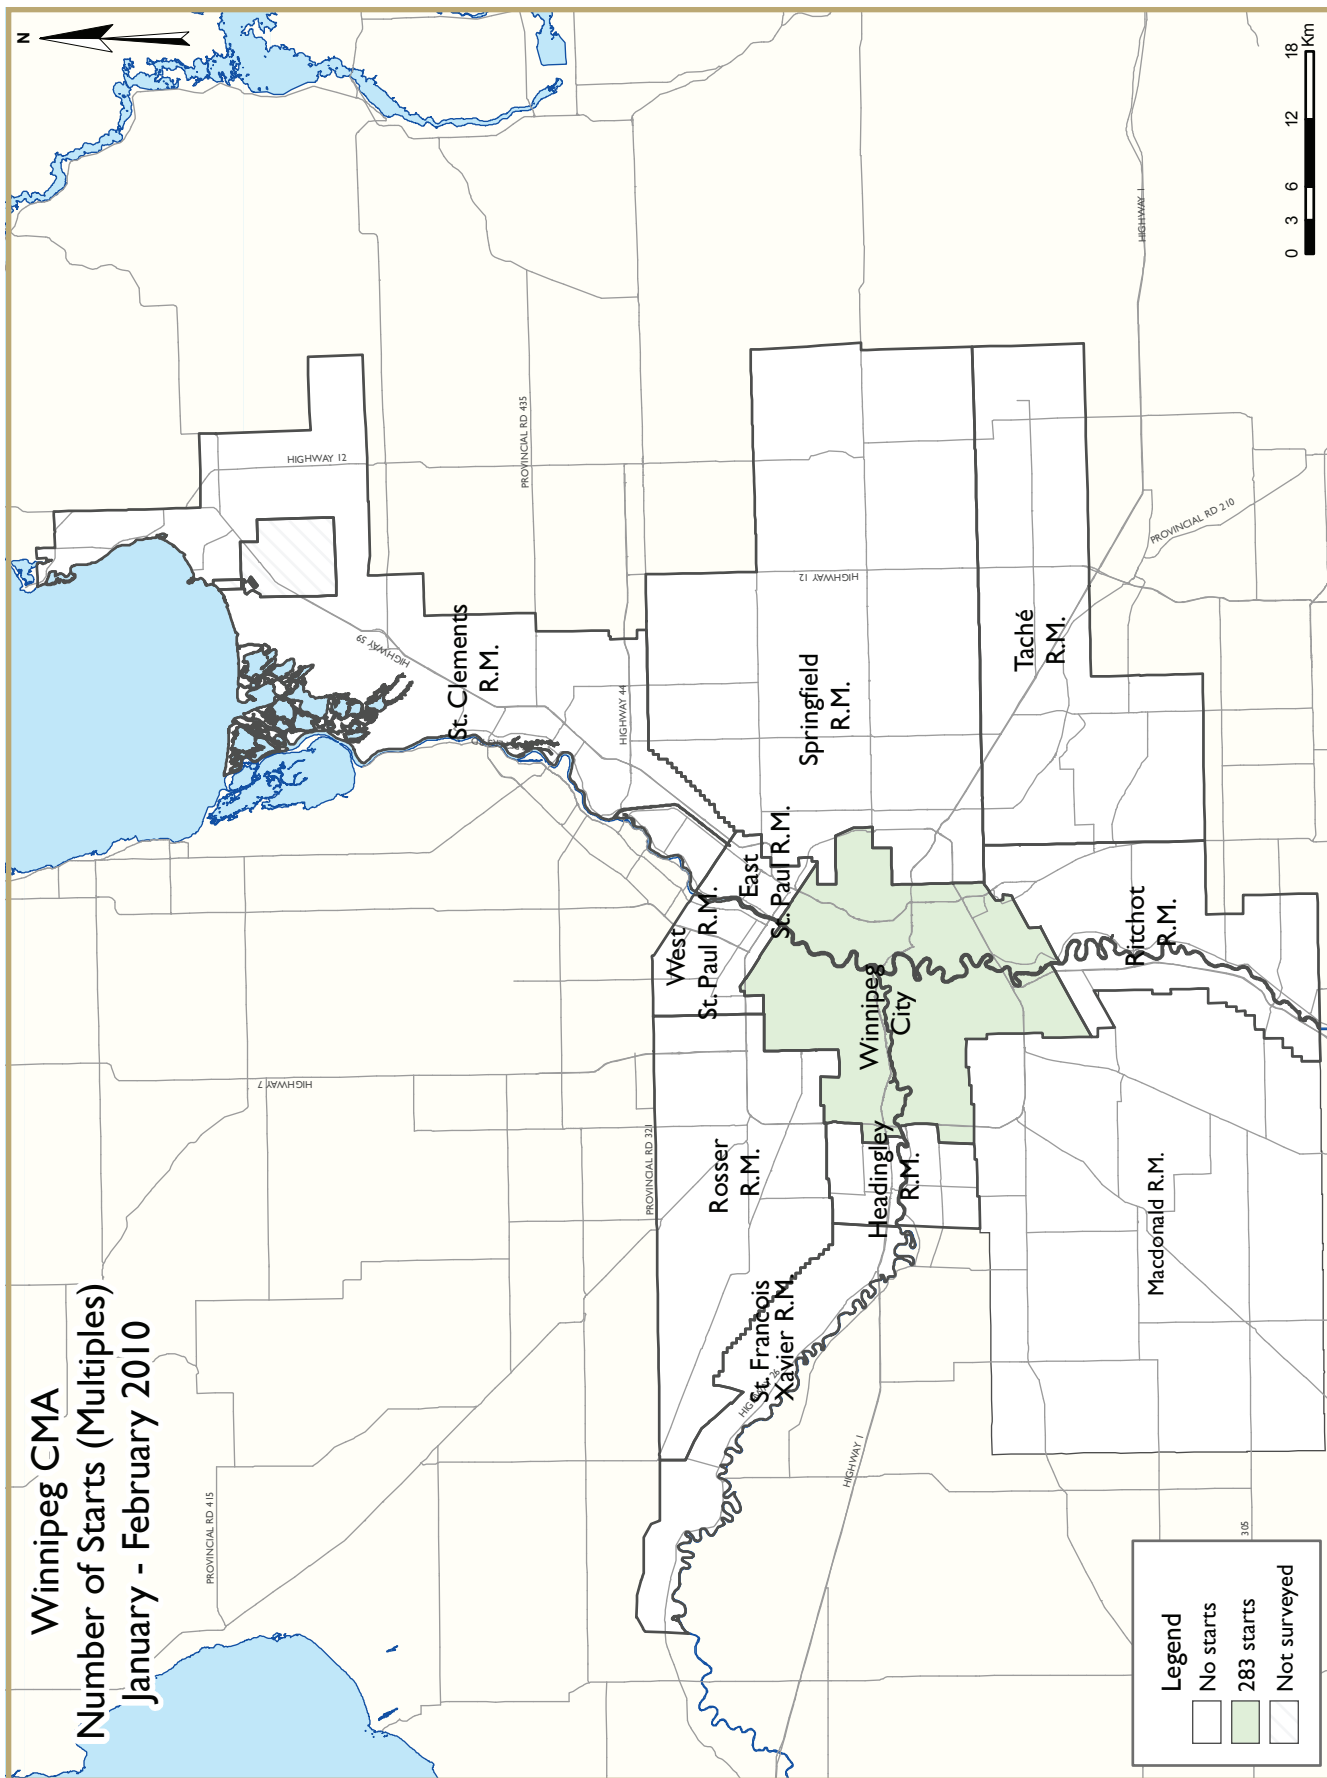 Winnipeg CMA
Number of Starts (Multiples)
January - February 2010
N
HIGHWAY 12
PROVINCIAL RD 435
HIGHWAY 59
St. Clements
R.M.
HIGHWAY 44
HIGHWAY 7
PROVINCIAL RD 415
PROVINCIAL RD 321
HIGHWAY 12
HIGHWAY 1
PROVINCIAL RD 210
Springfield
R.M.
Taché
R.M.
East
St. Paul R.M.
West
St. Paul R.M.
Rosser
R.M.
Winnipeg
City
Headingley
R.M.
St. Francois
Xavier R.M.
HIGHWAY 1
Ritchot
R.M.
Macdonald R.M.
305
Legend
No starts
283 starts
Not surveyed
0 3 6 12 18
Km